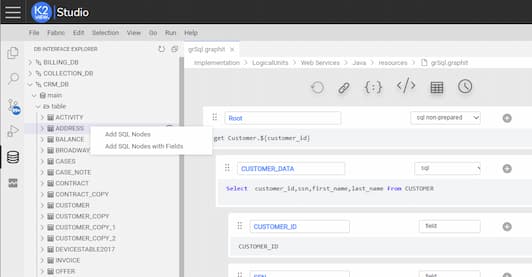 K2
view
Studio
File Fabric Edit Selection View Go Run Help
DB INTERFACE EXPLORER
grSql.graphit ×
BILLING_DB
COLLECTION_DB
CRM_DB
main
table
ACTIVITY
ADDRESS
BALANCE
BROADWAY
CASES
CASE_NOTE
CONTRACT
CONTRACT_COPY
CUSTOMER
CUSTOMER_COPY
CUSTOMER_COPY_1
CUSTOMER_COPY_2
DEVICESTABLE2017
INVOICE
OFFER
99+
Add SQL Nodes
Add SQL Nodes with Fields
Implementation > LogicalUnits > Web Services > Java > resources > grSql.graphit
Root
sql non-prepared
get Customer.${customer_id}
CUSTOMER_DATA
sql
Select customer_id,ssn,first_name,last_name From CUSTOMER
CUSTOMER_ID
field
CUSTOMER_ID
SSN
field